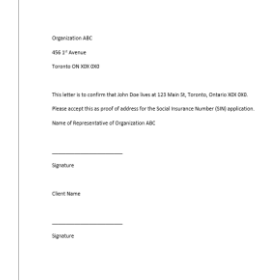 Organization ABC
456 1st Avenue
Toronto ON X0X 0X0
This letter is to confirm that John Doe lives at 123 Main St, Toronto, Ontario X0X 0X0.
Please accept this as proof of address for the Social Insurance Number (SIN) application.
Name of Representative of Organization ABC
Signature
Client Name
Signature